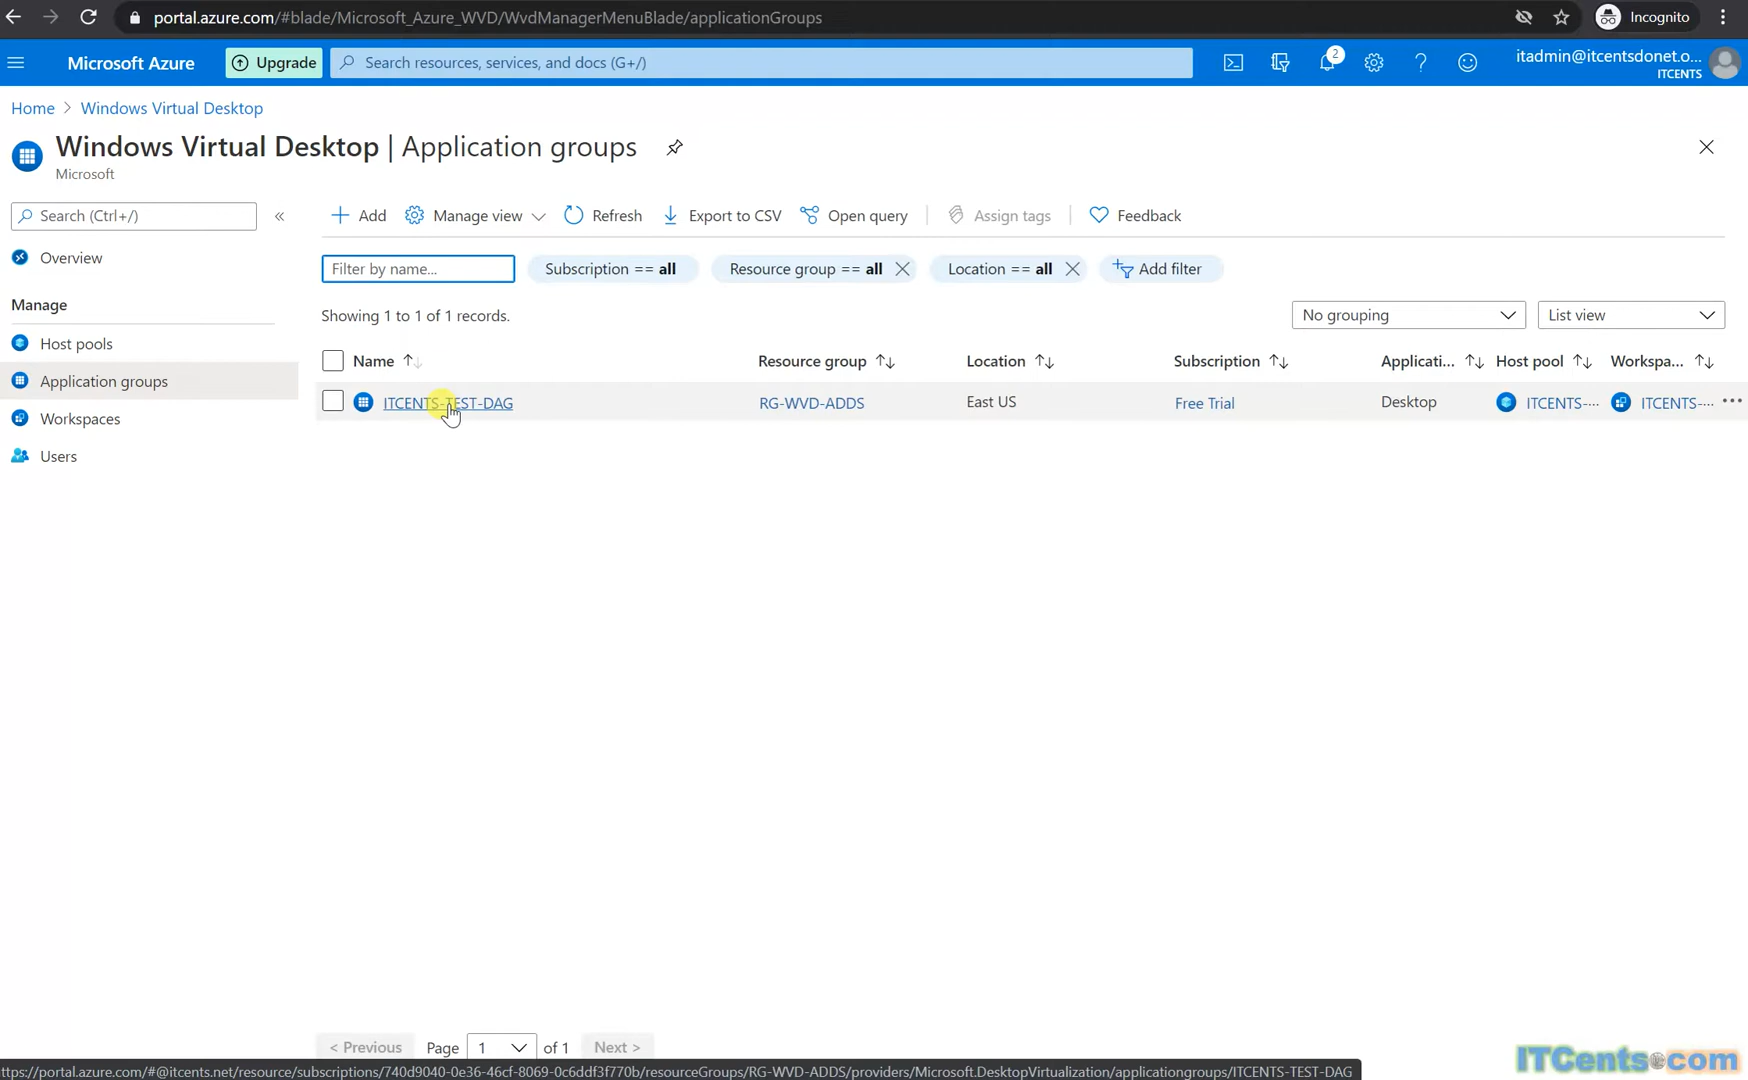 portal.azure.com/#blade/Microsoft_Azure_WVD/WvdManagerMenuBlade/applicationGroups
Incognito
Microsoft Azure
Upgrade
Search resources, services, and docs (G+/)
2
itadmin@itcentsdonet.o...
ITCENTS
Home > Windows Virtual Desktop
Windows Virtual Desktop | Application groups
Microsoft
Search (Ctrl+/)
«
Add
Manage view
Refresh
Export to CSV
Open query
Assign tags
Feedback
Overview
Manage
Host pools
Application groups
Workspaces
Users
Filter by name...
Subscription == all
Resource group == all
Location == all
Add filter
Showing 1 to 1 of 1 records.
No grouping
List view
Name
Resource group
Location
Subscription
Applicati...
Host pool
Workspa...
ITCENTS-TEST-DAG
RG-WVD-ADDS
East US
Free Trial
Desktop
ITCENTS-...
ITCENTS-...
< Previous
Page
1
of 1
Next >
ttps://portal.azure.com/#@itcents.net/resource/subscriptions/740d9040-0e36-46cf-8069-0c6ddf3f770b/resourceGroups/RG-WVD-ADDS/providers/Microsoft.DesktopVirtualization/applicationgroups/ITCENTS-TEST-DAG
ITCents.com